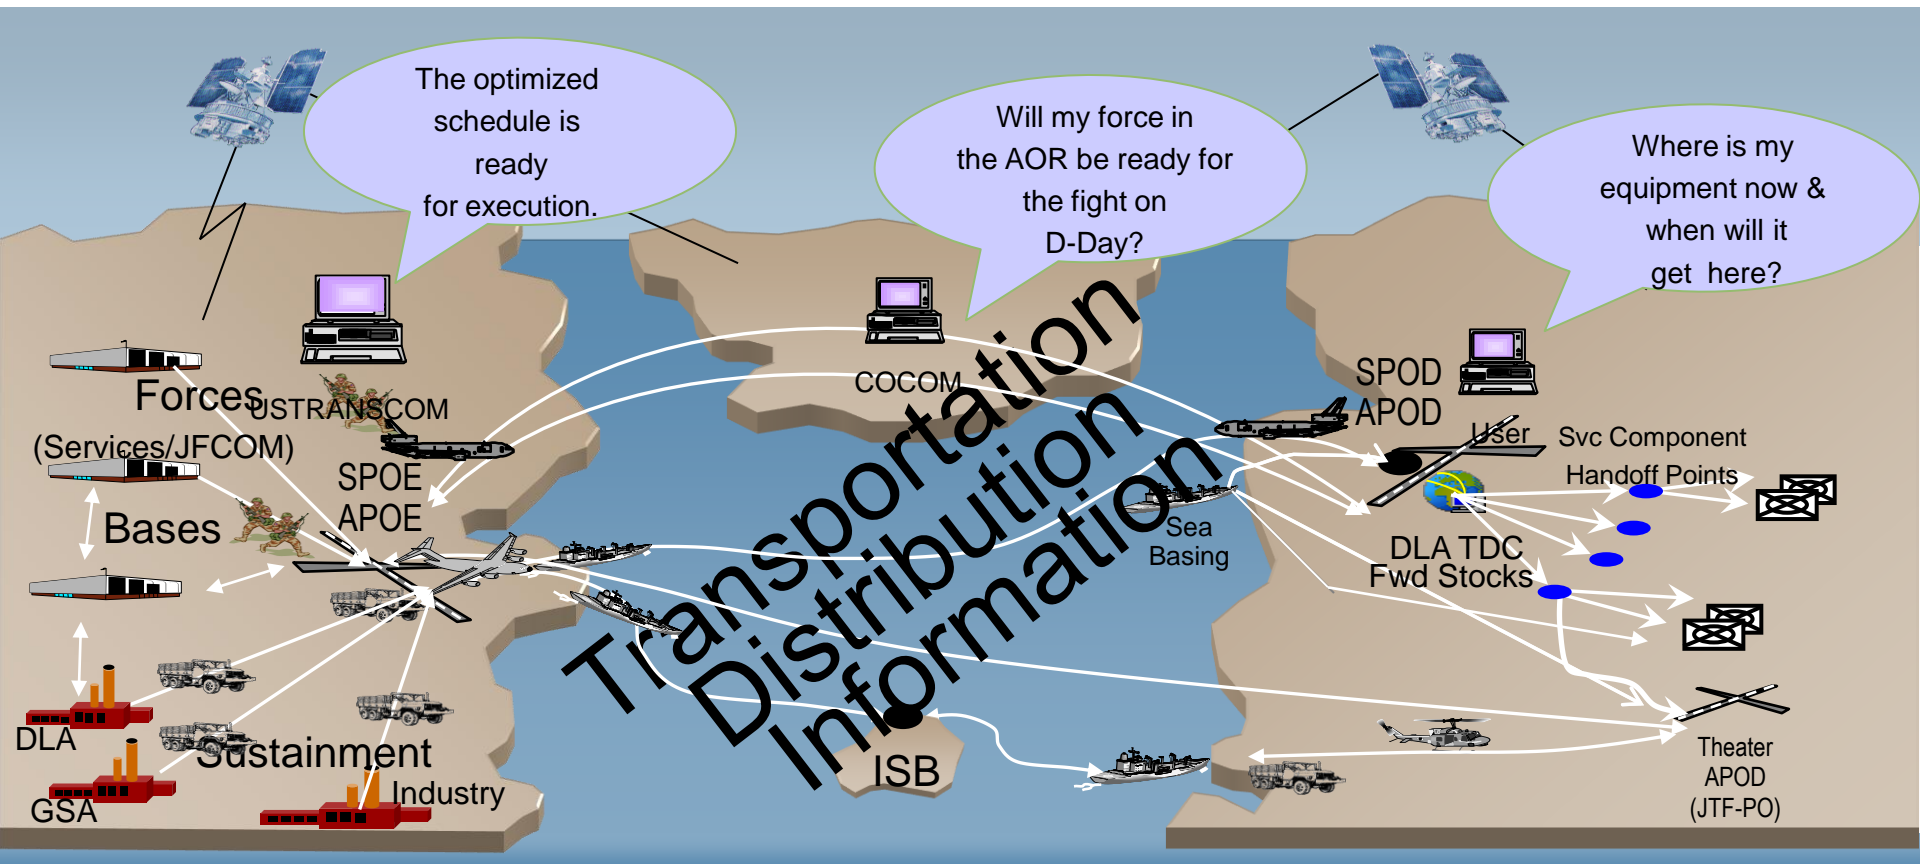 The optimized
schedule is
ready
for execution.
Will my force in
the AOR be ready for
the fight on
D-Day?
Where is my
equipment now &
when will it
get here?
Forces
USTRANSCOM
(Services/JFCOM)
SPOE
APOE
Bases
COCOM
Transportation
Distribution
Information
SPOD
APOD
User
Svc Component
Handoff Points
Sea
Basing
DLA TDC
Fwd Stocks
DLA
Sustainment
GSA
Industry
ISB
Theater
APOD
(JTF-PO)